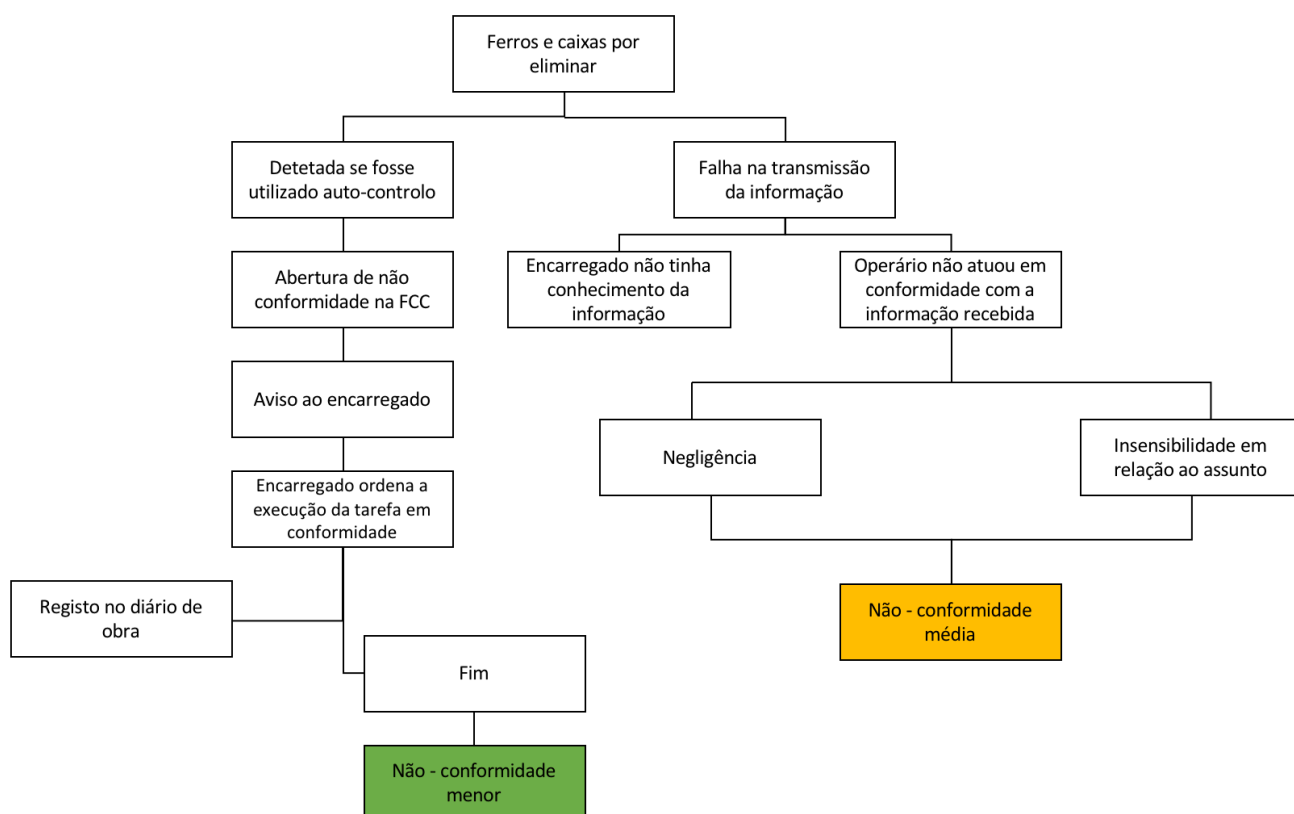 Ferros e caixas por
eliminar
Detetada se fosse
utilizado auto-controlo
Falha na transmissão
da informação
Abertura de não
conformidade na FCC
Encarregado não tinha
conhecimento da
informação
Operário não atuou em
conformidade com a
informação recebida
Aviso ao encarregado
Negligência
Insensibilidade em
relação ao assunto
Encarregado ordena a
execução da tarefa em
conformidade
Registo no diário de
obra
Não - conformidade
média
Fim
Não - conformidade
menor